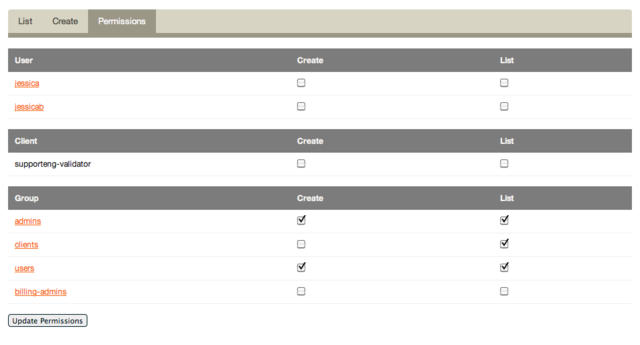 List Create Permissions
User Create List
jessica
jessicab
Client Create List
supporteng-validator
Group Create List
admins
clients
users
billing-admins
Update Permissions